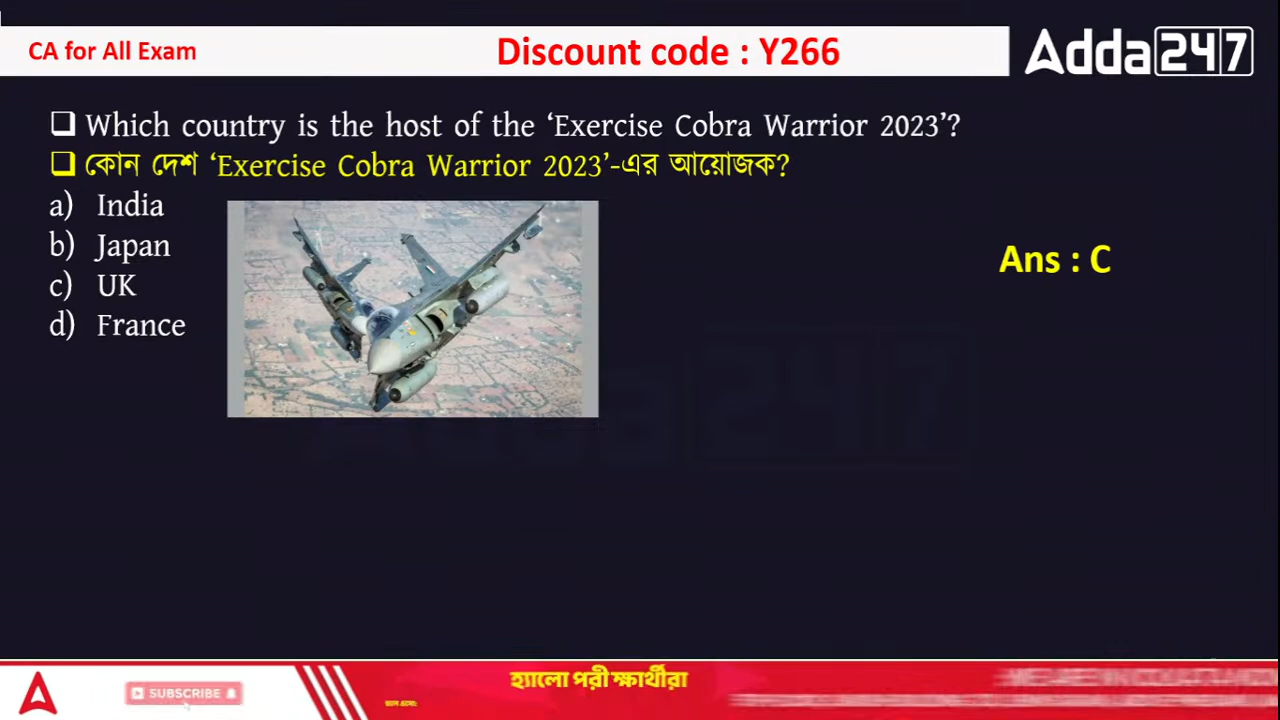 CA for All Exam
Discount code : Y266
Adda247
❑ Which country is the host of the ‘Exercise Cobra Warrior 2023’?
❑ কোন দেশ ‘Exercise Cobra Warrior 2023’-এর আয়োজক?
a) India
b) Japan
c) UK
d) France
Ans : C
SUBSCRIBE
হ্যালো পরীক্ষার্থীরা